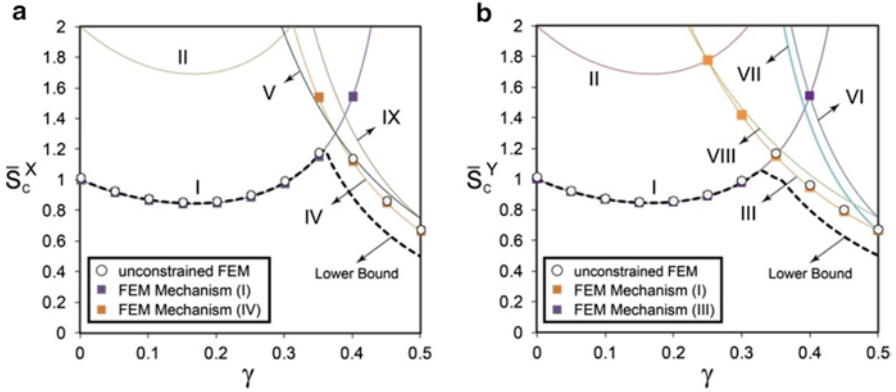 a
b
2
1.8
1.6
1.4
1.2
1
0.8
0.6
0.4
0.2
0
S̄cX
II
V
IX
I
IV
Lower Bound
unconstrained FEM
FEM Mechanism (I)
FEM Mechanism (IV)
0 0.1 0.2 0.3 0.4 0.5
γ
2
1.8
1.6
1.4
1.2
1
0.8
0.6
0.4
0.2
0
S̄cY
II
VII
VI
VIII
I
III
Lower Bound
unconstrained FEM
FEM Mechanism (I)
FEM Mechanism (III)
0 0.1 0.2 0.3 0.4 0.5
γ